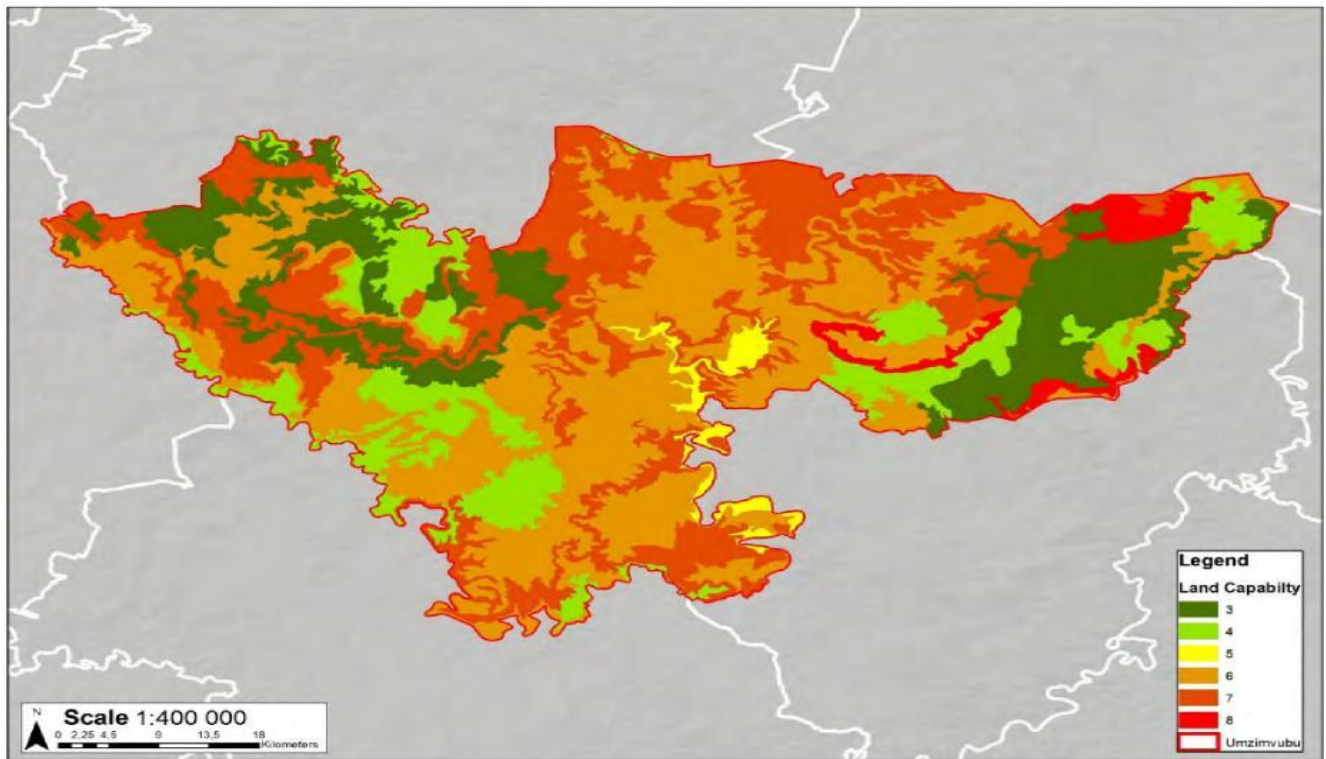 Legend
Land Capabilty
3
4
5
6
7
8
Umzimvubu
N
Scale 1:400 000
0 2,25 4,5 9 13,5 18
Kilometers